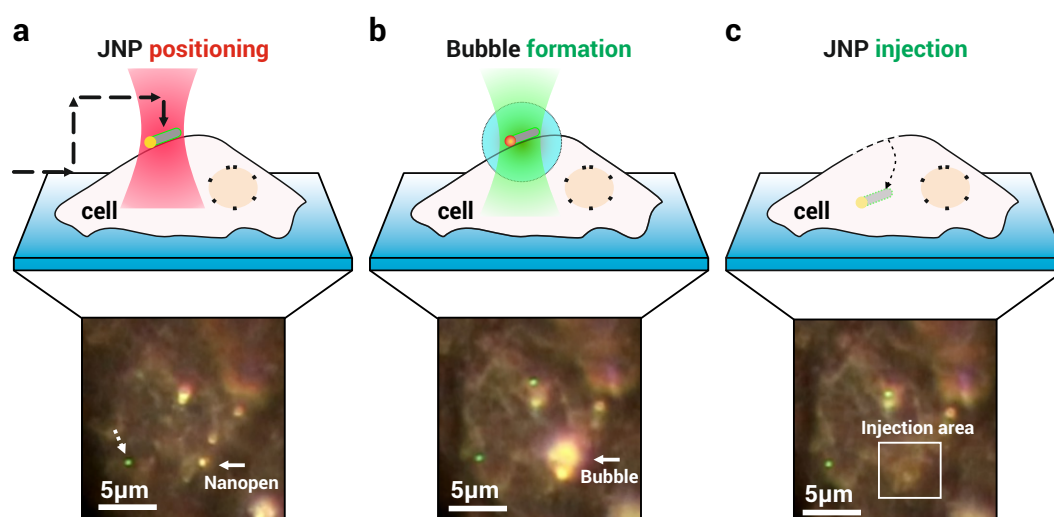 a
JNP positioning
cell
Nanopen
5µm
b
Bubble formation
cell
Bubble
5µm
c
JNP injection
cell
Injection area
5µm